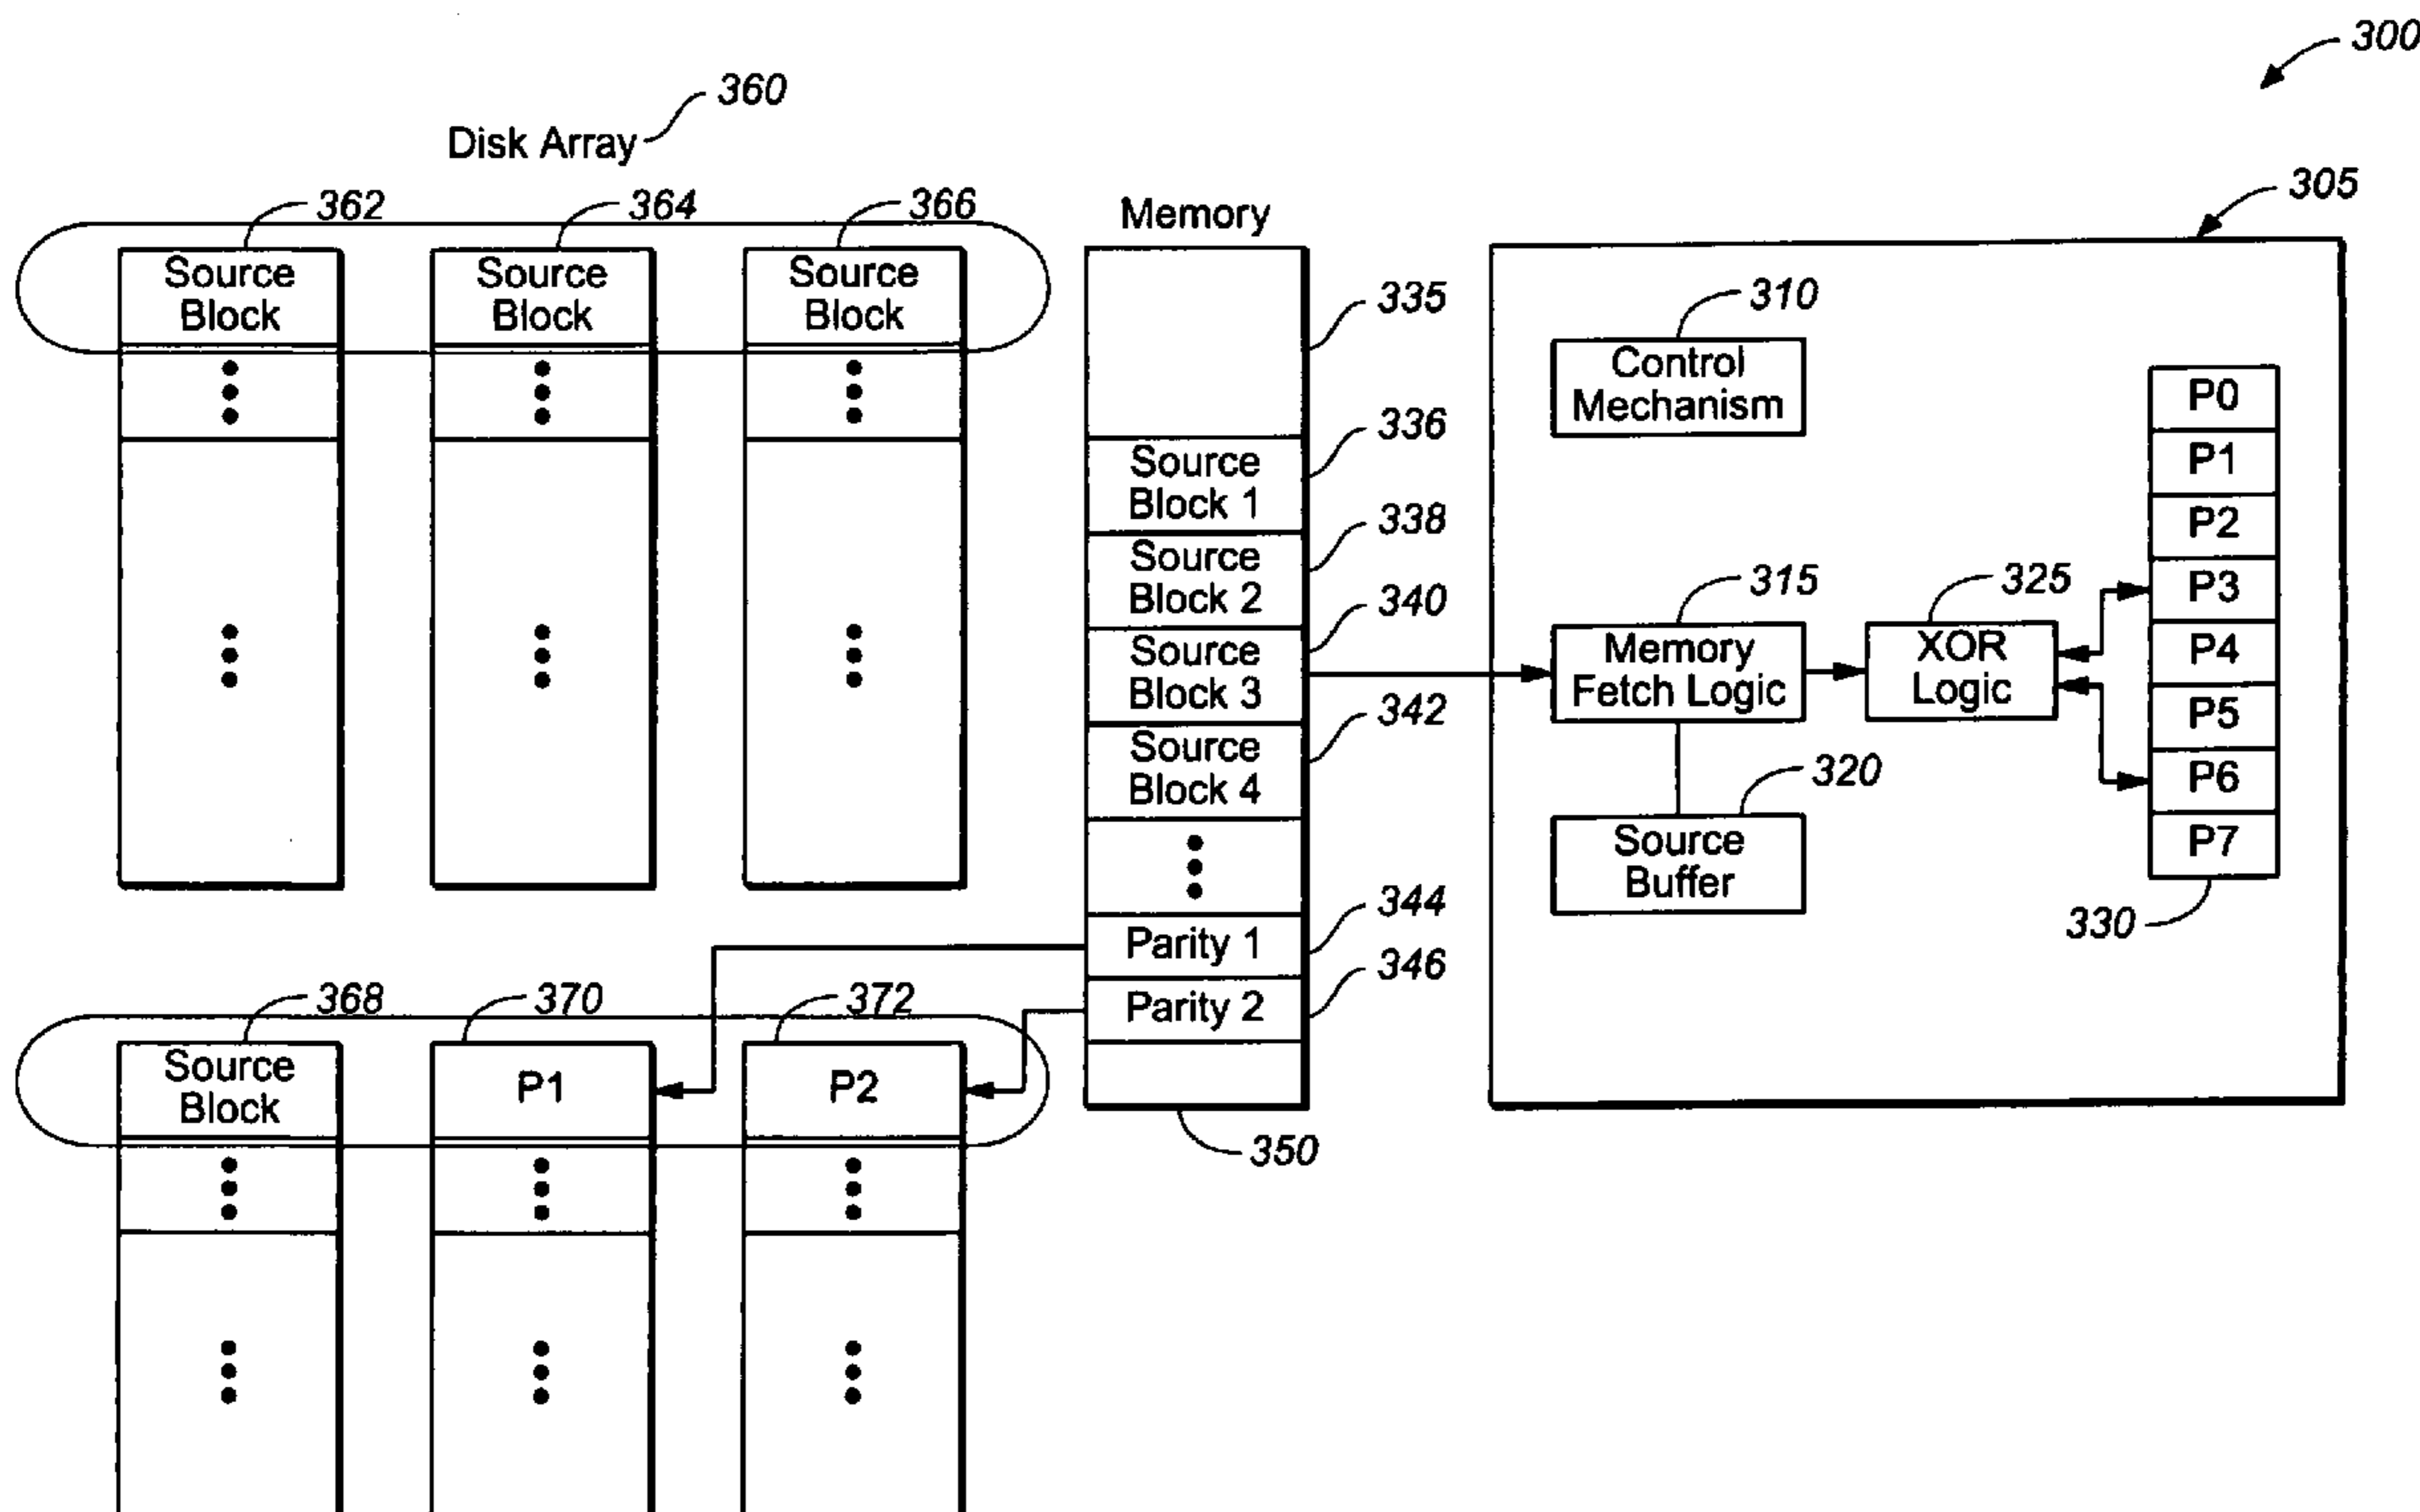 300
360
Disk Array
362
364
366
Source
Block
Source
Block
Source
Block
Memory
335
336
Source
Block 1
338
Source
Block 2
340
Source
Block 3
342
Source
Block 4
344
Parity 1
346
Parity 2
350
305
310
Control
Mechanism
315
Memory
Fetch Logic
325
XOR
Logic
320
Source
Buffer
P0
P1
P2
P3
P4
P5
P6
P7
330
368
370
372
Source
Block
P1
P2